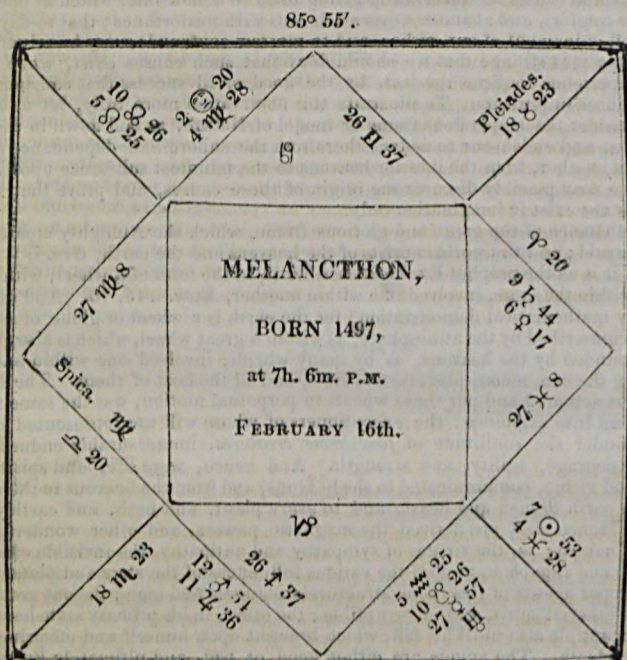 85° 55′.
10 ☋ 26
5 ♌ 25
2 20
4 ♍ 28
♋
26 ♊ 37
Pleiades.
18 ♉ 23
♈ 26
9 ♄ 44
6 ♀ 17
MELANCTHON,
BORN 1497,
at 7h. 6m. P.M.
FEBRUARY 16th.
27 ♍ 8
Spica. ♍
♎ 20
27 ♓ 8
18 ♏ 23
12 ♂ 51
11 ♃ 36
26 ♐ 37
♑
5 ♒ 25
10 ☊ 26
27 ☿ 57
7 ☉ 53
4 ♓ 28